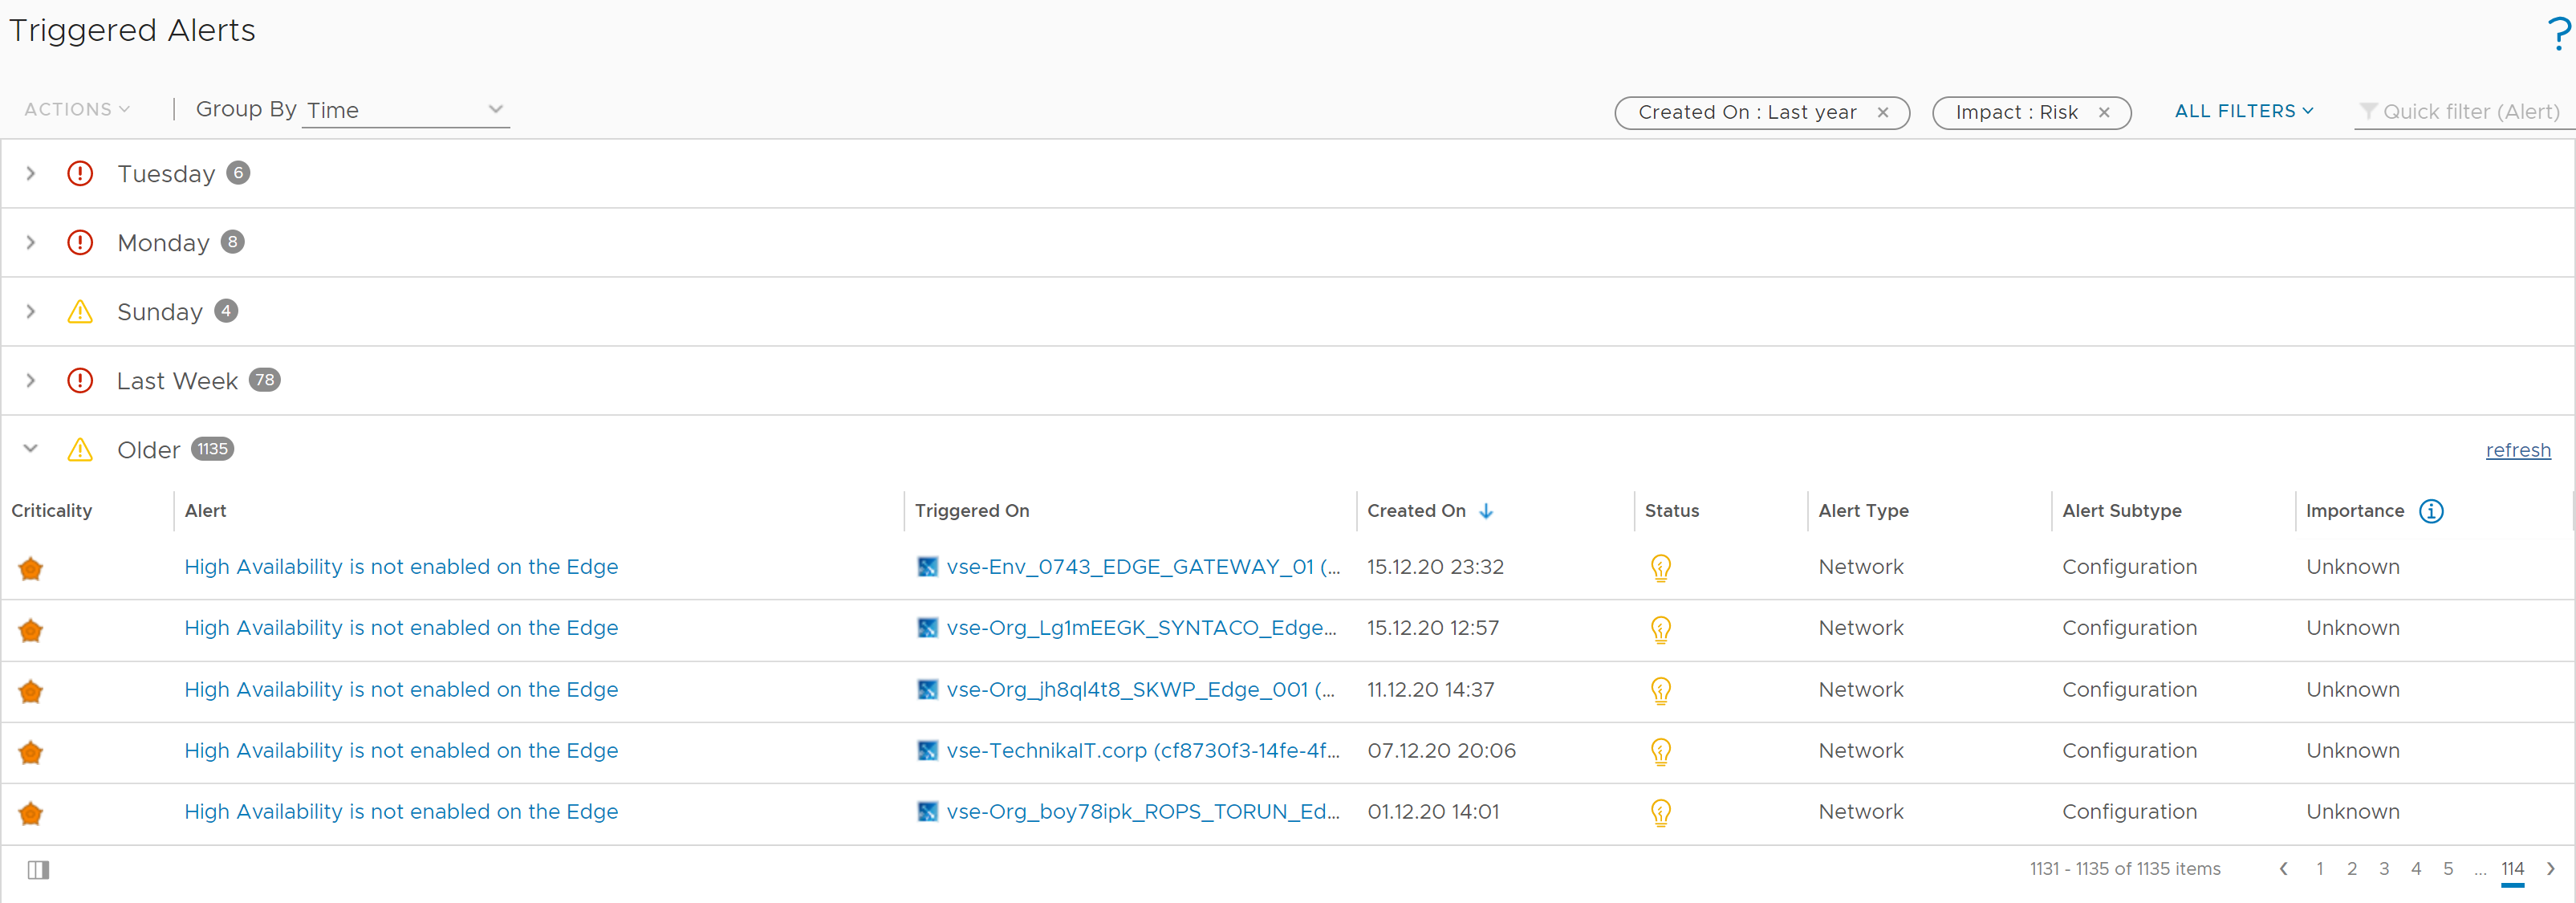 Triggered Alerts
?
ACTIONS | Group By Time Created On : Last year × Impact : Risk × ALL FILTERS Quick filter (Alert)
Tuesday 6
Monday 8
Sunday 4
Last Week 78
Older 1135 refresh
Criticality Alert Triggered On Created On Status Alert Type Alert Subtype Importance
High Availability is not enabled on the Edge vse-Env_0743_EDGE_GATEWAY_01 (... 15.12.20 23:32 Network Configuration Unknown
High Availability is not enabled on the Edge vse-Org_Lg1mEEGK_SYNTACO_Edge... 15.12.20 12:57 Network Configuration Unknown
High Availability is not enabled on the Edge vse-Org_jh8ql4t8_SKWP_Edge_001 (... 11.12.20 14:37 Network Configuration Unknown
High Availability is not enabled on the Edge vse-TechnikaIT.corp (cf8730f3-14fe-4f... 07.12.20 20:06 Network Configuration Unknown
High Availability is not enabled on the Edge vse-Org_boy78ipk_ROPS_TORUN_Ed... 01.12.20 14:01 Network Configuration Unknown
1131 - 1135 of 1135 items 1 2 3 4 5 ... 114